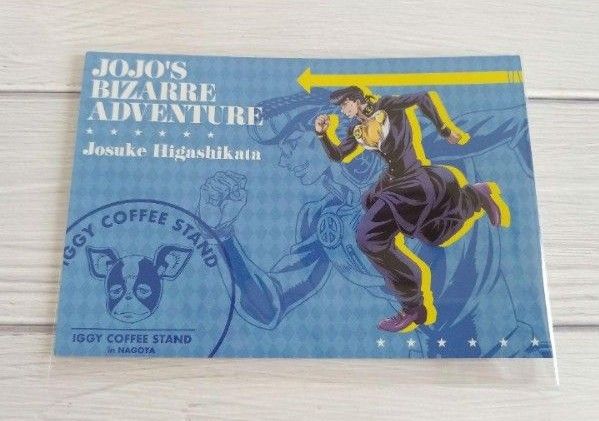 JOJO'S
BIZARRE
ADVENTURE
Josuke Higashikata
IGGY COFFEE STAND
IGGY COFFEE STAND
in NAGOYA